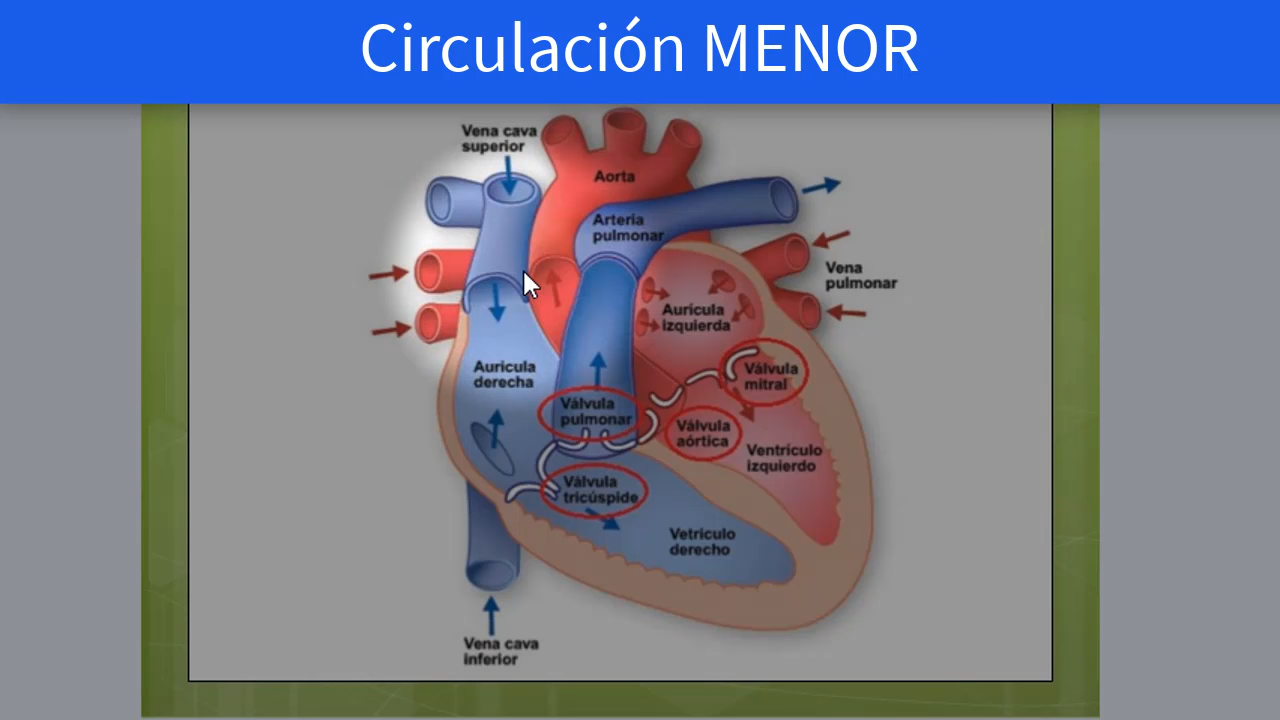 Circulación MENOR
Vena cava
superior
Aorta
Arteria
pulmonar
Vena
pulmonar
Aurícula
izquierda
Auricula
derecha
Válvula
mitral
Válvula
pulmonar
Válvula
aórtica
Ventrículo
izquierdo
Válvula
tricúspide
Vetrículo
derecho
Vena cava
inferior